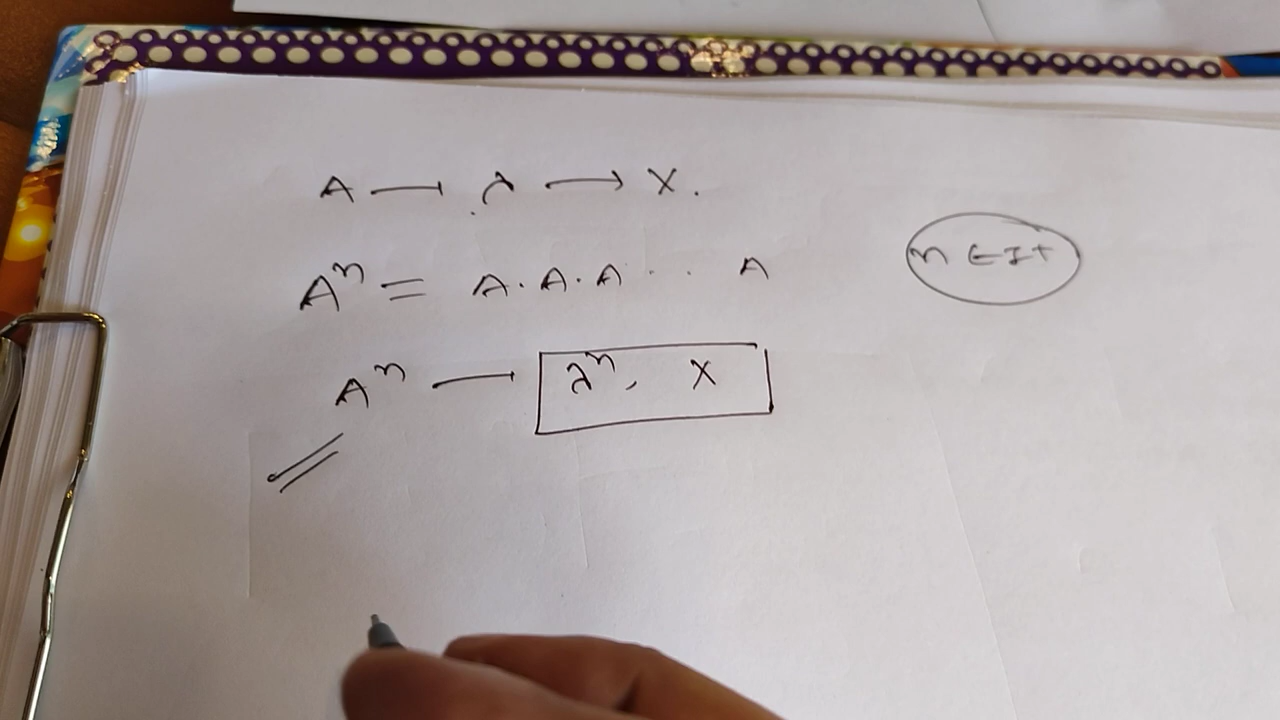 A — λ → X.
n ∈ I+
Aⁿ = A.A.A . . A
Aⁿ — λⁿ, X